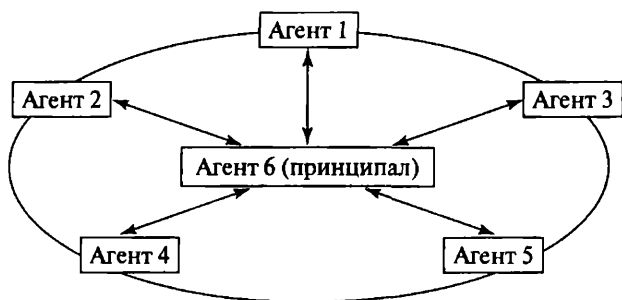 Агент 1
Агент 2
Агент 3
Агент 6 (принципал)
Агент 4
Агент 5